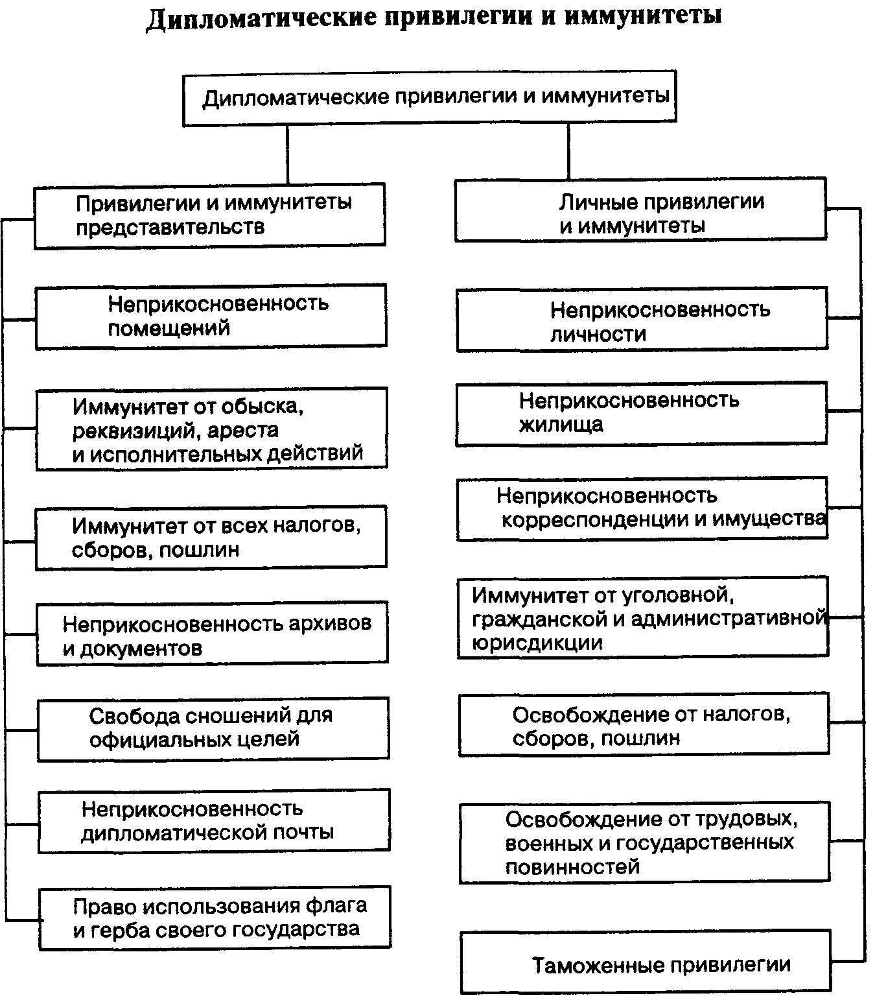 Дипломатические привилегии и иммунитеты
Дипломатические привилегии и иммунитеты
Привилегии и иммунитеты
представительств
Неприкосновенность
помещений
Иммунитет от обыска,
реквизиций, ареста
и исполнительных действий
Иммунитет от всех налогов,
сборов, пошлин
Неприкосновенность архивов
и документов
Свобода сношений для
официальных целей
Неприкосновенность
дипломатической почты
Право использования флага
и герба своего государства
Личные привилегии
и иммунитеты
Неприкосновенность
личности
Неприкосновенность
жилища
Неприкосновенность
корреспонденции и имущества
Иммунитет от уголовной,
гражданской и административной
юрисдикции
Освобождение от налогов,
сборов, пошлин
Освобождение от трудовых,
военных и государственных
повинностей
Таможенные привилегии